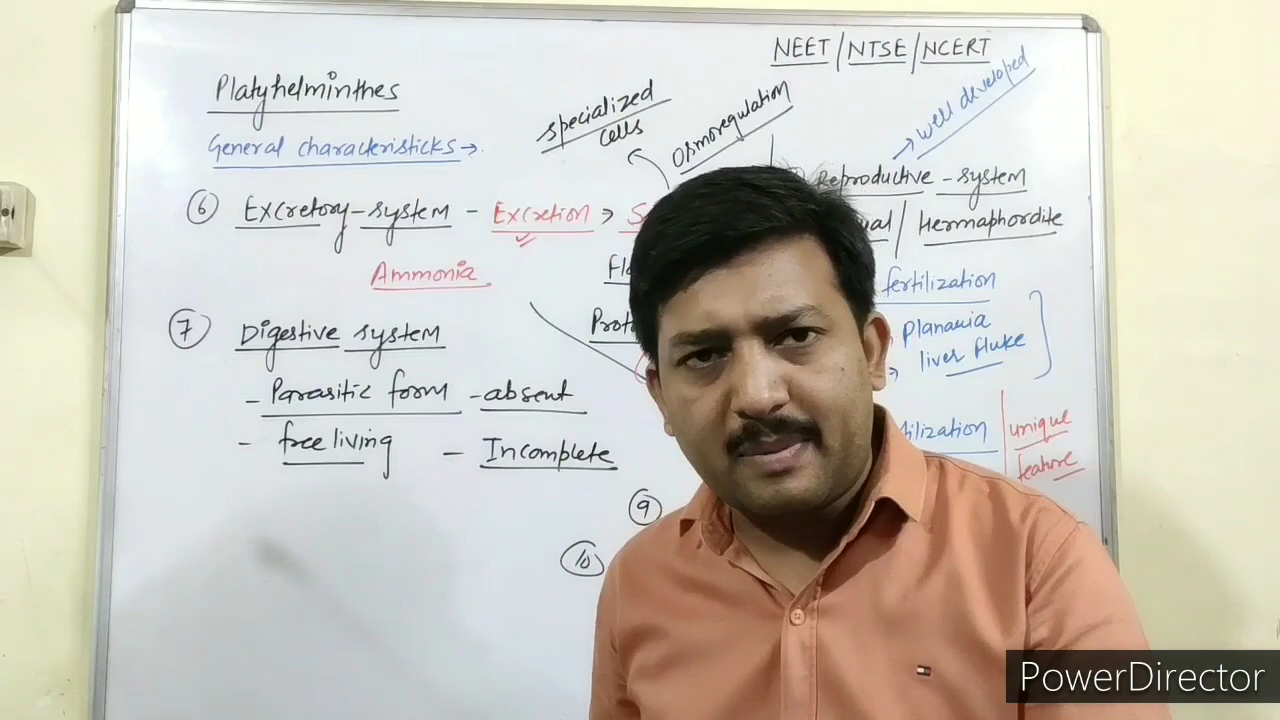 NEET/NTSE/NCERT
Platyhelminthes
General characteristicks
specialized
cells
Osmoregulation
well developed
6 Excretory-system - Excretion
Ammonia
7 Digestive system
- Parasitic form - absent
- free living - Incomplete
Reproductive-system
/ Hermaphordite
fertilization
Planaria
liver fluke
unique
feature
9
10
PowerDirector